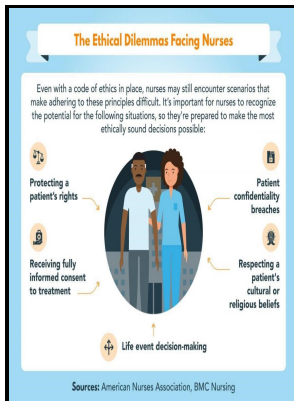 The Ethical Dilemmas Facing Nurses
Even with a code of ethics in place, nurses may still encounter scenarios that
make adhering to these principles difficult. It's important for nurses to recognize
the potential for the following situations, so they're prepared to make the most
ethically sound decisions possible:
Protecting a
patient's rights
Patient
confidentiality
breaches
Receiving fully
informed consent
to treatment
Respecting a
patient's
cultural or
religious beliefs
Life event decision-making
Sources: American Nurses Association, BMC Nursing